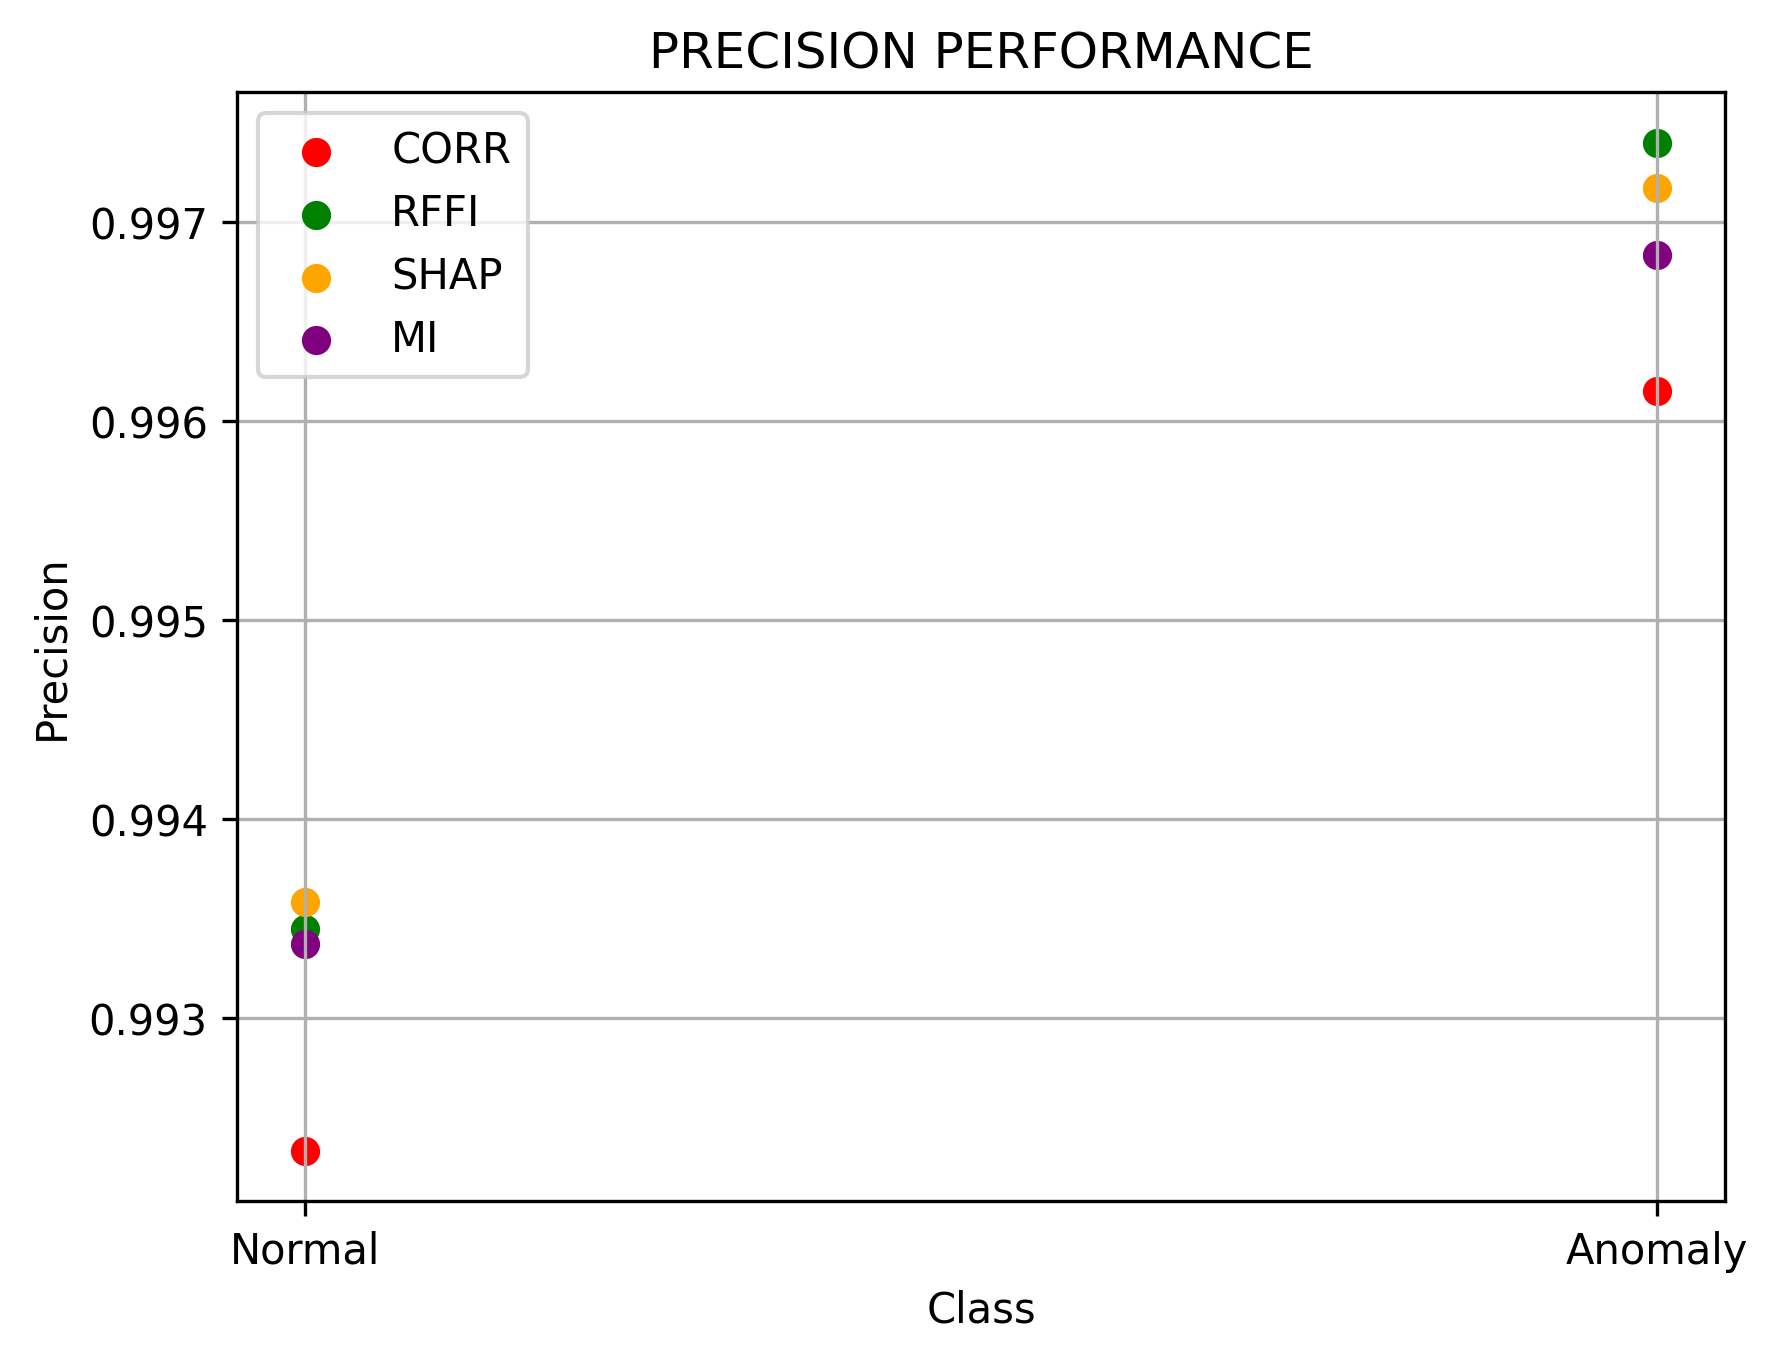 PRECISION PERFORMANCE
CORR
RFFI
SHAP
MI
0.997
0.996
0.995
0.994
0.993
Precision
Normal
Anomaly
Class